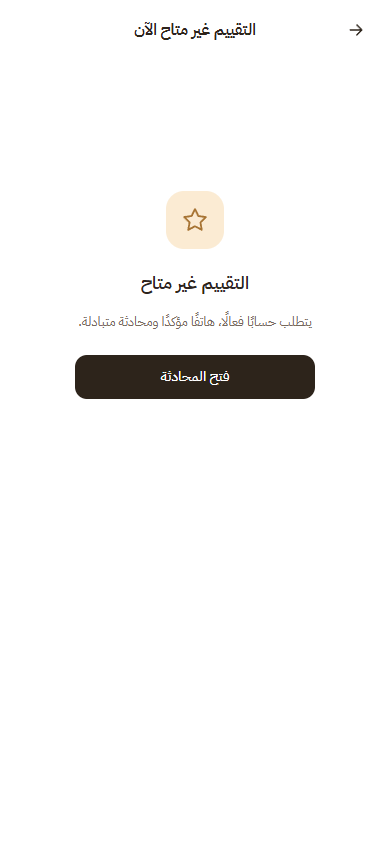 التقييم غير متاح الآن
التقييم غير متاح
يتطلب حسابًا فعالًا، هاتفًا مؤكدًا ومحادثة متبادلة.
فتح المحادثة